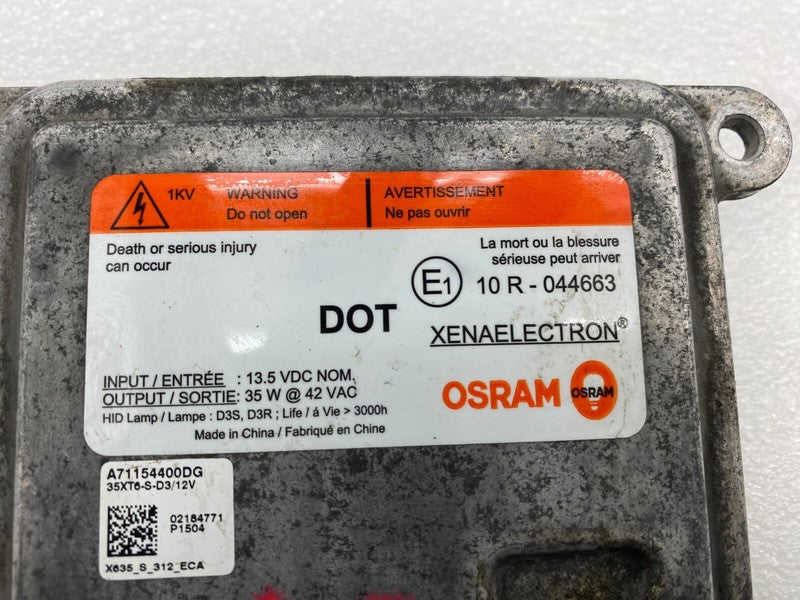 1KV
WARNING
Do not open
AVERTISSEMENT
Ne pas ouvrir
Death or serious injury
can occur
La mort ou la blessure
sérieuse peut arriver
E1 10 R - 044663
DOT
XENAELECTRON®
INPUT / ENTRÉE : 13.5 VDC NOM.
OUTPUT / SORTIE: 35 W @ 42 VAC
HID Lamp / Lampe : D3S, D3R ; Life / á Vie > 3000h
Made in China / Fabriqué en Chine
OSRAM OSRAM
A71154400DG
35XT6-S-D3/12V
02184771
P1504
X635_S_312_ECA